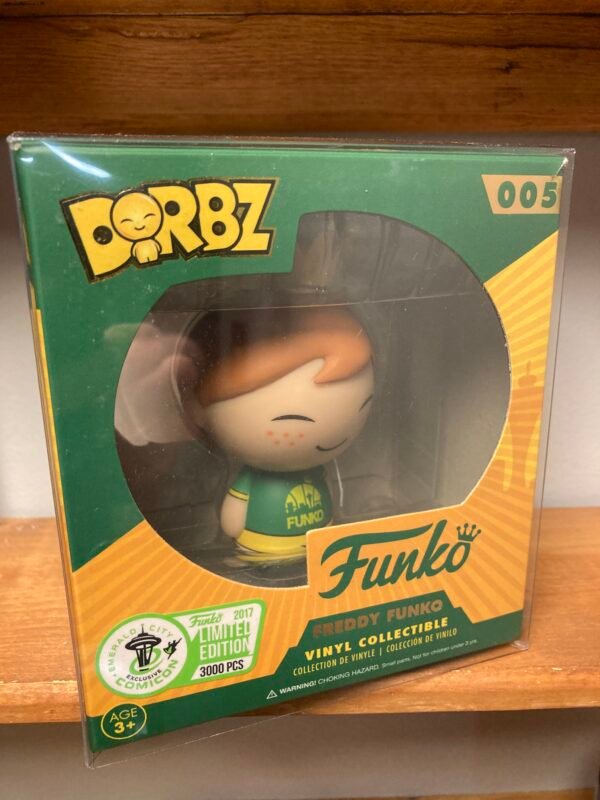 DORBZ
005
FUNKO
Funko
FREDDY FUNKO
VINYL COLLECTIBLE
COLLECTION DE VINYLE | COLECCIÓN DE VINILO
⚠ WARNING! CHOKING HAZARD. Small parts. Not for children under 3 yrs.
EMERALD CITY
EXCLUSIVE
COMICON
Funko 2017
LIMITED
EDITION
3000 PCS
AGE
3+